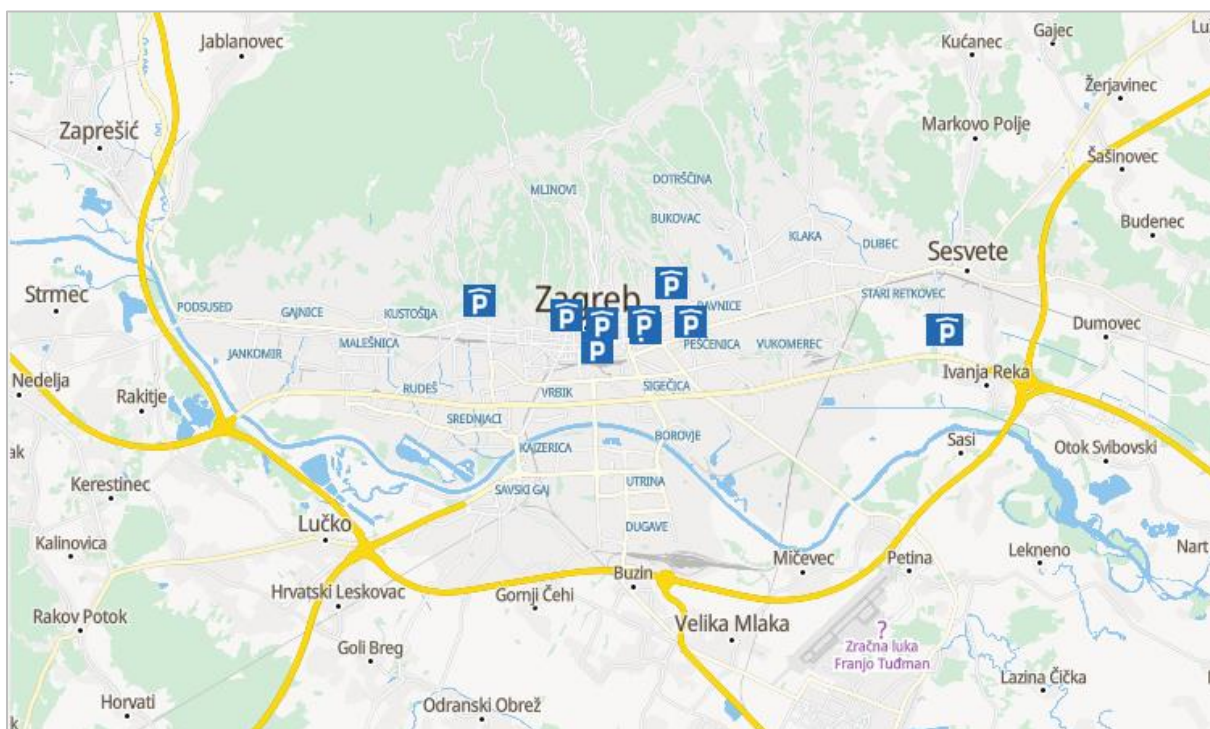 Jablanovec
Kućanec
Gajec
Zaprešić
Žerjavinec
Markovo Polje
Šašinovec
MLINOVI
DOTRŠČINA
BUKOVAC
Budenec
KLAKA
DUBEC
Sesvete
Strmec
PODSUSED
GAJNICE
KUSTOŠIJA
Zagreb
P
P
P
P
P
P
P
P
STARI RETKOVEC
Dumovec
JANKOMIR
MALEŠNICA
PEŠČENICA
VUKOMEREC
Nedelja
Rakitje
RUDEŠ
VRBIK
SIGEČICA
Ivanja Reka
SREDNJACI
KAJZERICA
BOROVJE
Sasi
Otok Svibovski
Kerestinec
SAVSKI GAJ
UTRINA
Lučko
DUGAVE
Kalinovica
Mičevec
Petina
Lekneno
Nart
Hrvatski Leskovac
Gornji Čehi
Buzin
Rakov Potok
Velika Mlaka
?
Zračna luka
Franjo Tuđman
Goli Breg
Lazina Čička
Horvati
Odranski Obrež